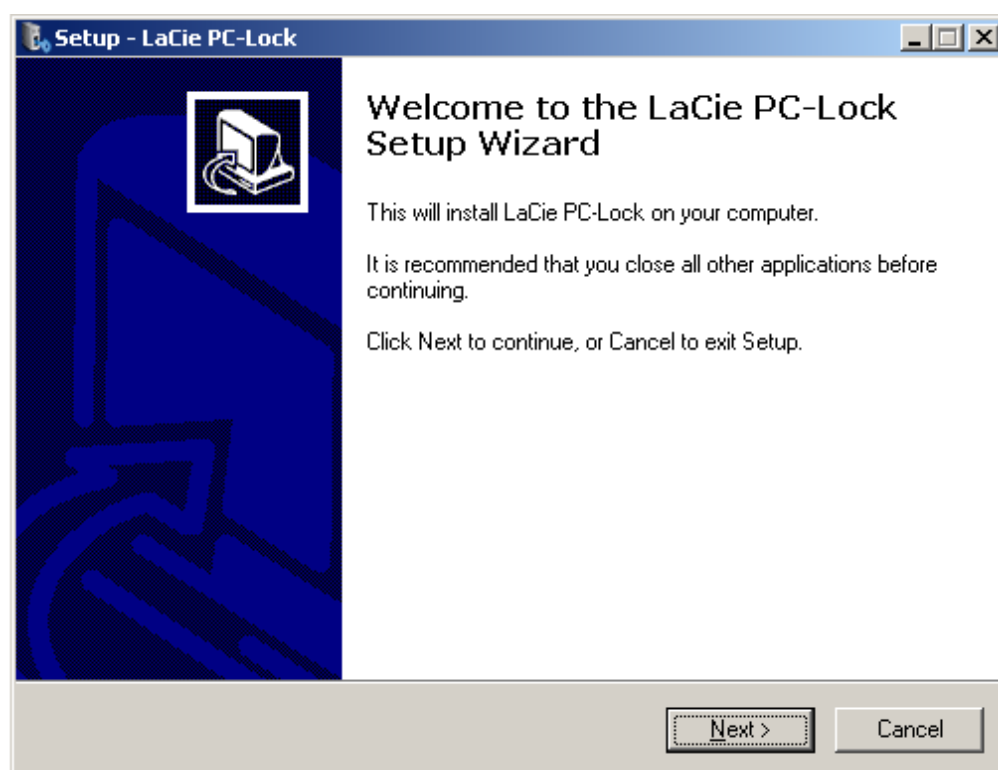 Setup - LaCie PC-Lock
Welcome to the LaCie PC-Lock
Setup Wizard
This will install LaCie PC-Lock on your computer.
It is recommended that you close all other applications before
continuing.
Click Next to continue, or Cancel to exit Setup.
Next >
Cancel